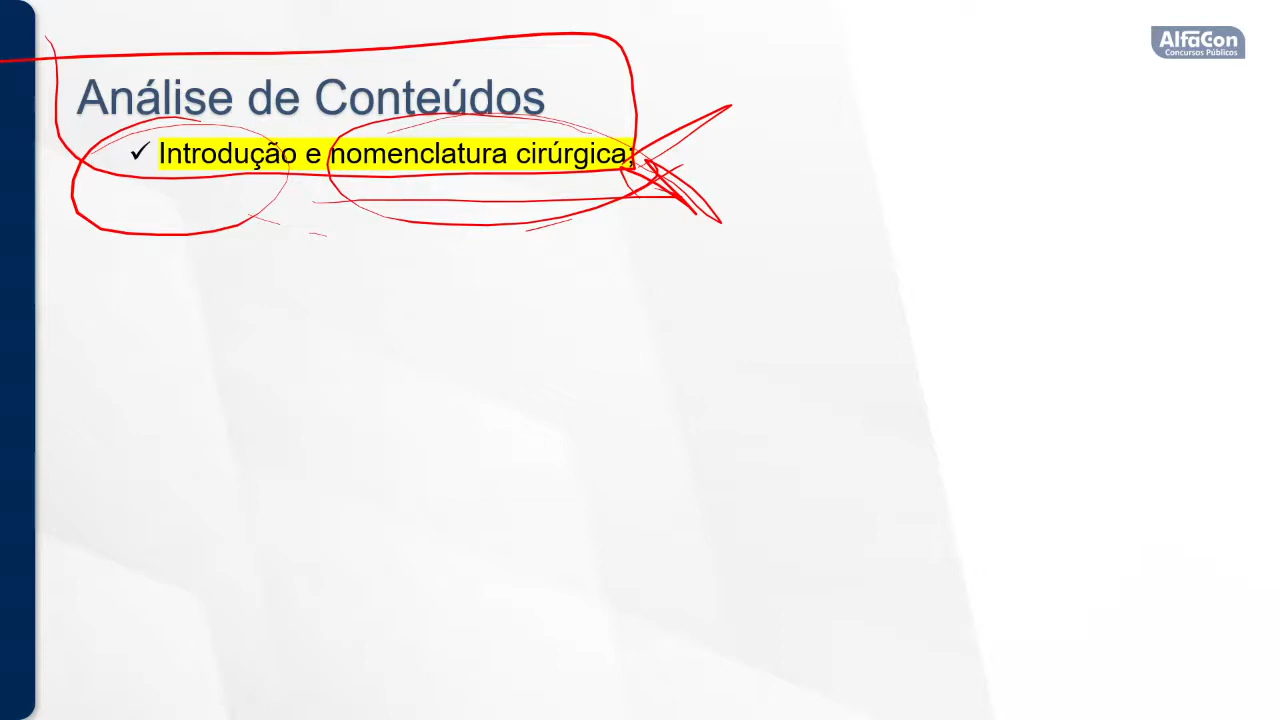 AlfaCon
Concursos Públicos
Análise de Conteúdos
✓ Introdução e nomenclatura cirúrgica;